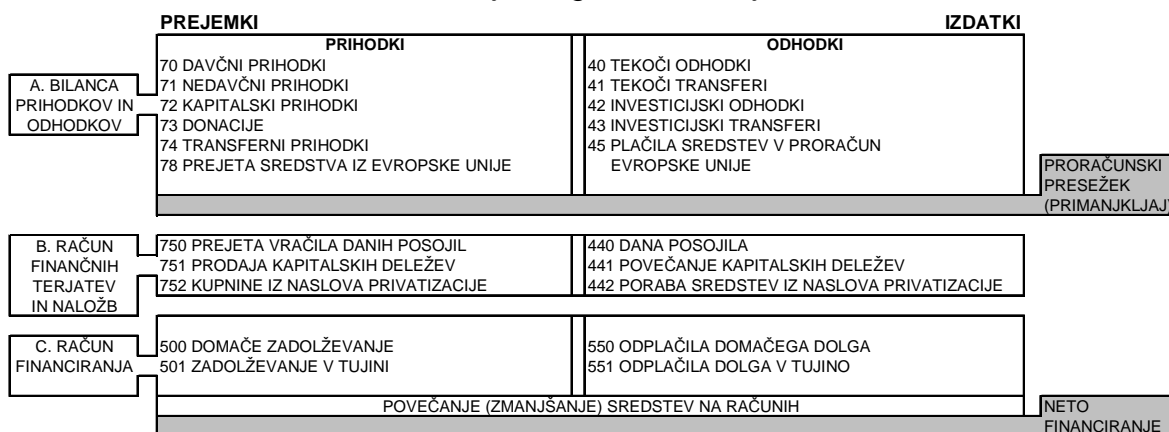 PREJEMKI
IZDATKI
PRIHODKI
ODHODKI
A. BILANCA
PRIHODKOV IN
ODHODKOV
70 DAVČNI PRIHODKI
71 NEDAVČNI PRIHODKI
72 KAPITALSKI PRIHODKI
73 DONACIJE
74 TRANSFERNI PRIHODKI
78 PREJETA SREDSTVA IZ EVROPSKE UNIJE
40 TEKOČI ODHODKI
41 TEKOČI TRANSFERI
42 INVESTICIJSKI ODHODKI
43 INVESTICIJSKI TRANSFERI
45 PLAČILA SREDSTEV V PRORAČUN
EVROPSKE UNIJE
PRORAČUNSKI
PRESEŽEK
(PRIMANJKLJAJ)
B. RAČUN
FINANČNIH
TERJATEV
IN NALOŽB
750 PREJETA VRAČILA DANIH POSOJIL
751 PRODAJA KAPITALSKIH DELEŽEV
752 KUPNINE IZ NASLOVA PRIVATIZACIJE
440 DANA POSOJILA
441 POVEČANJE KAPITALSKIH DELEŽEV
442 PORABA SREDSTEV IZ NASLOVA PRIVATIZACIJE
C. RAČUN
FINANCIRANJA
500 DOMAČE ZADOLŽEVANJE
501 ZADOLŽEVANJE V TUJINI
550 ODPLAČILA DOMAČEGA DOLGA
551 ODPLAČILA DOLGA V TUJINO
POVEČANJE (ZMANJŠANJE) SREDSTEV NA RAČUNIH
NETO
FINANCIRANJE